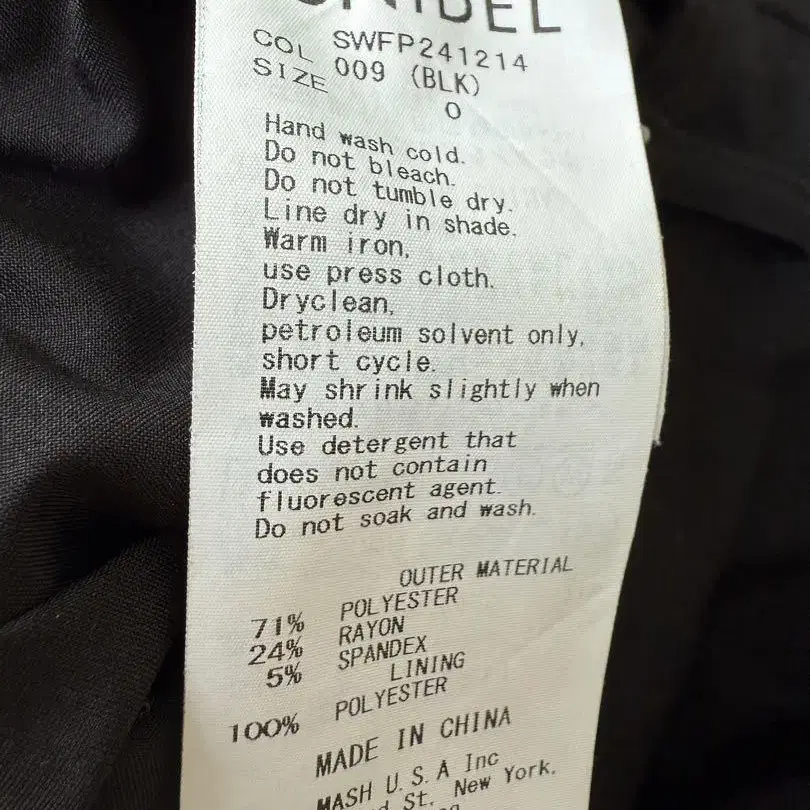 SWFP241214
COL 009 (BLK)
SIZE 0
Hand wash cold.
Do not bleach.
Do not tumble dry.
Line dry in shade.
Warm iron,
use press cloth.
Dryclean,
petroleum solvent only,
short cycle.
May shrink slightly when
washed.
Use detergent that
does not contain
fluorescent agent.
Do not soak and wash.
OUTER MATERIAL
71% POLYESTER
24% RAYON
5% SPANDEX
LINING
100% POLYESTER
MADE IN CHINA
MASH U.S.A Inc
St. New York.